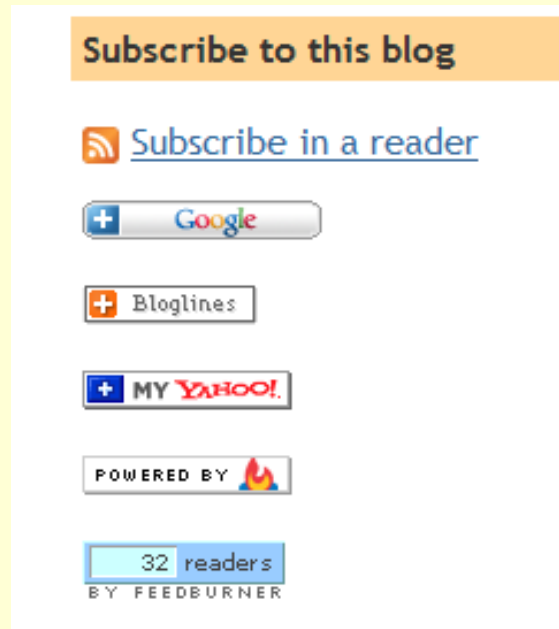 Subscribe to this blog
Subscribe in a reader
Google
Bloglines
MY YAHOO!.
POWERED BY
32 readers
BY FEEDBURNER